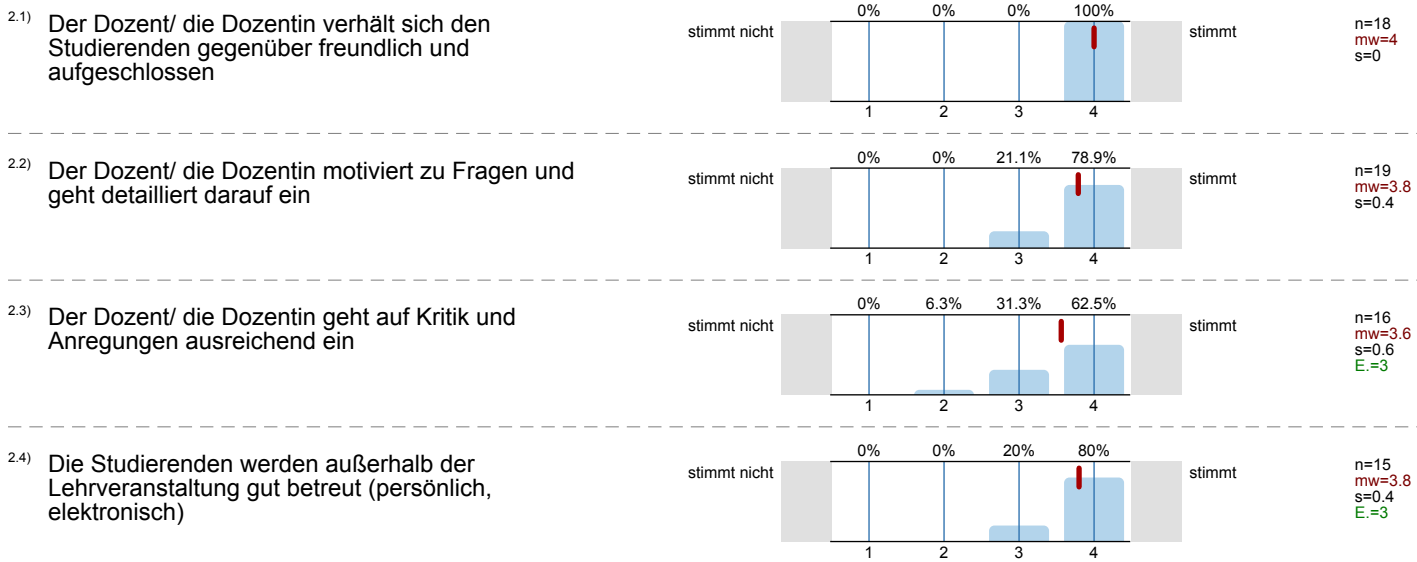 2.1) Der Dozent/ die Dozentin verhält sich den
Studierenden gegenüber freundlich und
aufgeschlossen
0% 0% 0% 100%
stimmt nicht stimmt
1 2 3 4
n=18
mw=4
s=0
2.2) Der Dozent/ die Dozentin motiviert zu Fragen und
geht detailliert darauf ein
0% 0% 21.1% 78.9%
stimmt nicht stimmt
1 2 3 4
n=19
mw=3.8
s=0.4
2.3) Der Dozent/ die Dozentin geht auf Kritik und
Anregungen ausreichend ein
0% 6.3% 31.3% 62.5%
stimmt nicht stimmt
1 2 3 4
n=16
mw=3.6
s=0.6
E.=3
2.4) Die Studierenden werden außerhalb der
Lehrveranstaltung gut betreut (persönlich,
elektronisch)
0% 0% 20% 80%
stimmt nicht stimmt
1 2 3 4
n=15
mw=3.8
s=0.4
E.=3